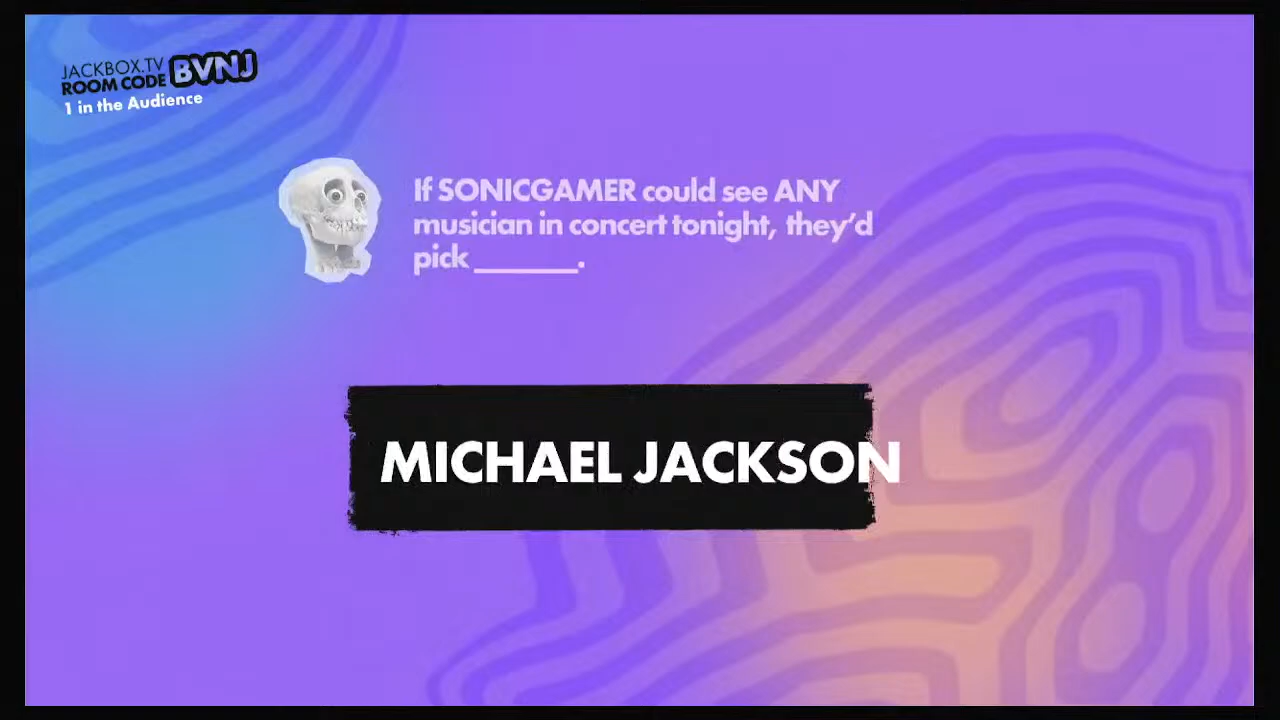 JACKBOX.TV
ROOM CODE BVNJ
1 in the Audience
If SONICGAMER could see ANY
musician in concert tonight, they'd
pick ______.
MICHAEL JACKSON